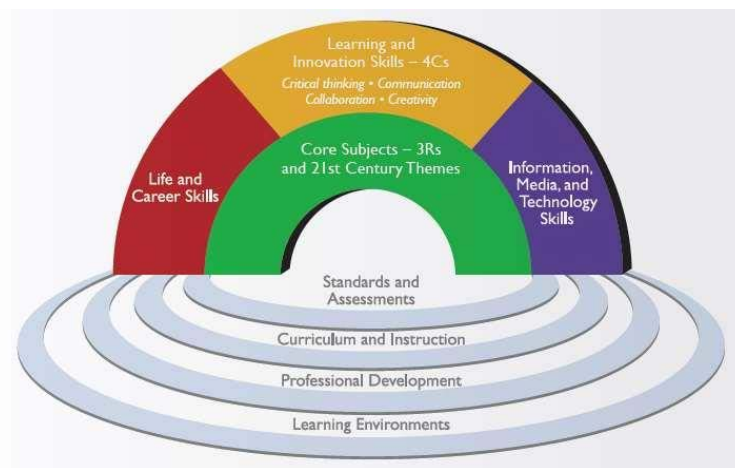 Learning and
Innovation Skills – 4Cs
Critical thinking • Communication
Collaboration • Creativity
Core Subjects – 3Rs
and 21st Century Themes
Life and
Career Skills
Information,
Media, and
Technology
Skills
Standards and
Assessments
Curriculum and Instruction
Professional Development
Learning Environments